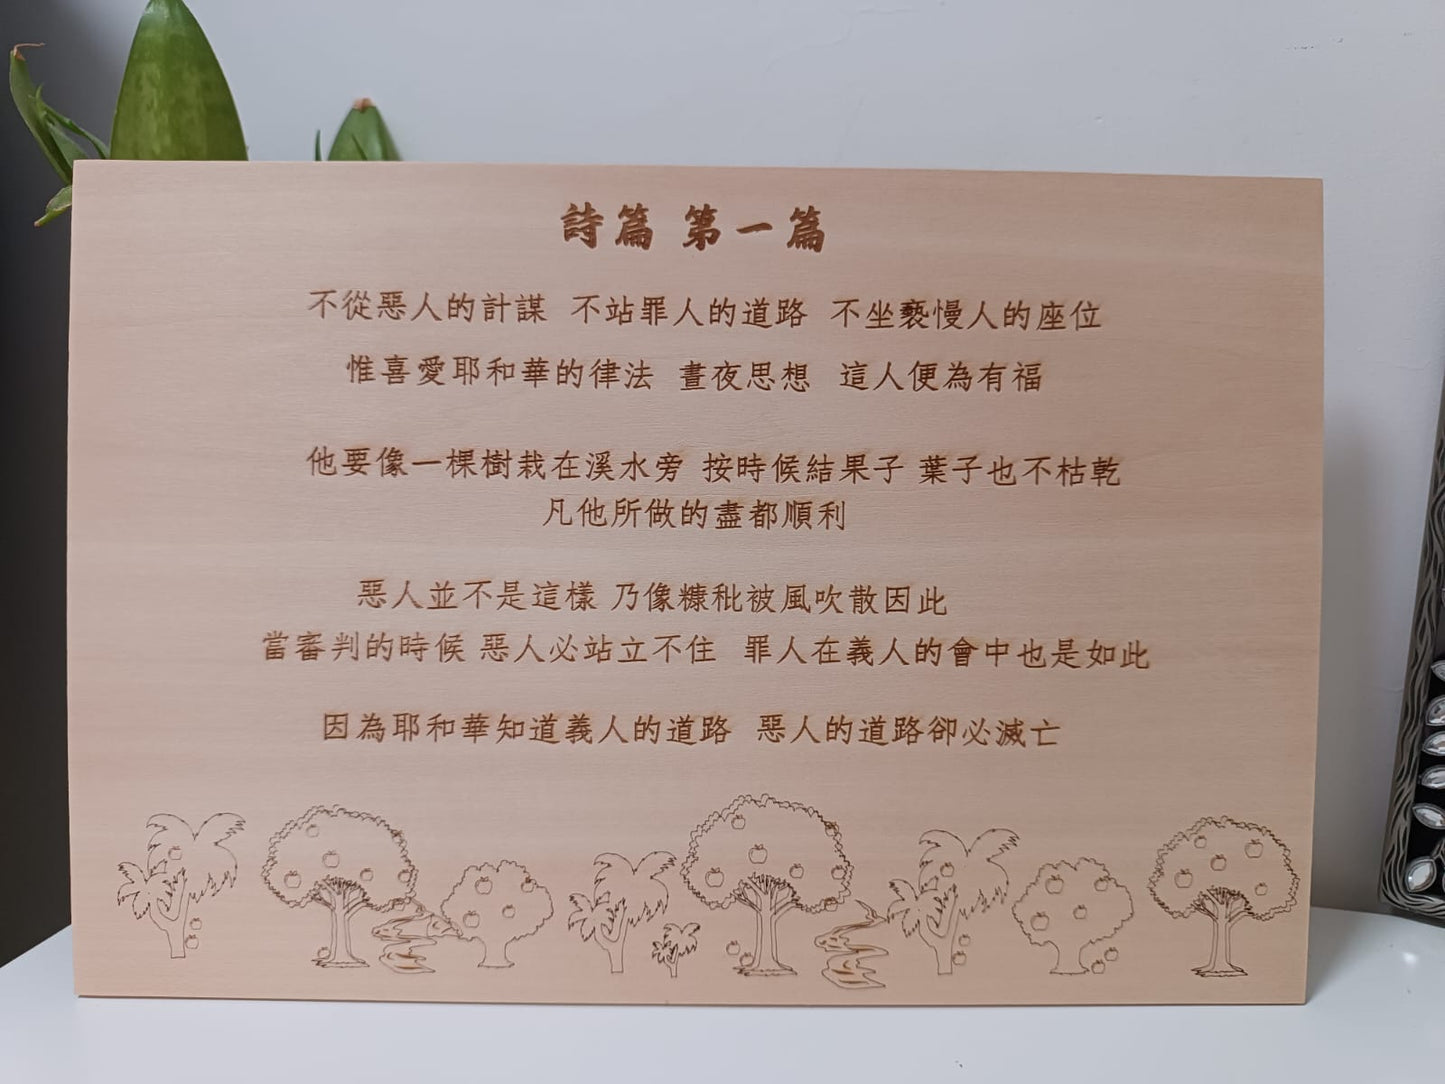 詩篇 第一篇
不從惡人的計謀 不站罪人的道路 不坐褻慢人的座位
惟喜愛耶和華的律法 晝夜思想 這人便為有福
他要像一棵樹栽在溪水旁 按時候結果子 葉子也不枯乾
凡他所做的盡都順利
惡人並不是這樣 乃像糠秕被風吹散因此
當審判的時候 惡人必站立不住 罪人在義人的會中也是如此
因為耶和華知道義人的道路 惡人的道路卻必滅亡